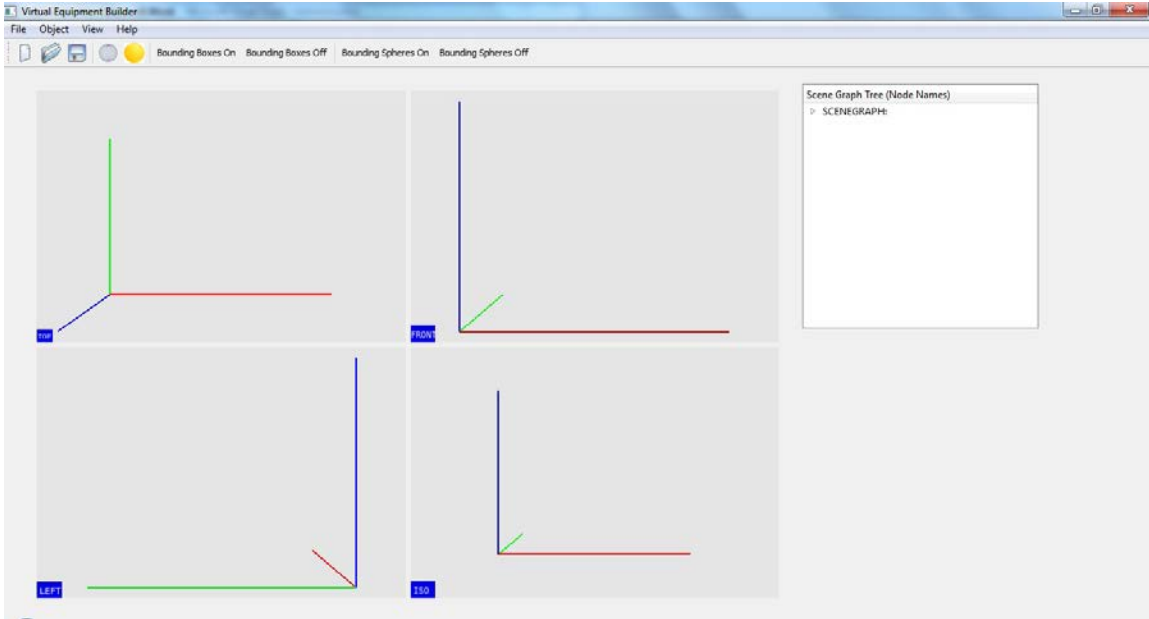 Virtual Equipment Builder
File Object View Help
Bounding Boxes On Bounding Boxes Off Bounding Spheres On Bounding Spheres Off
Scene Graph Tree (Node Names)
SCENEGRAPH:
TOP
FRONT
LEFT
ISO